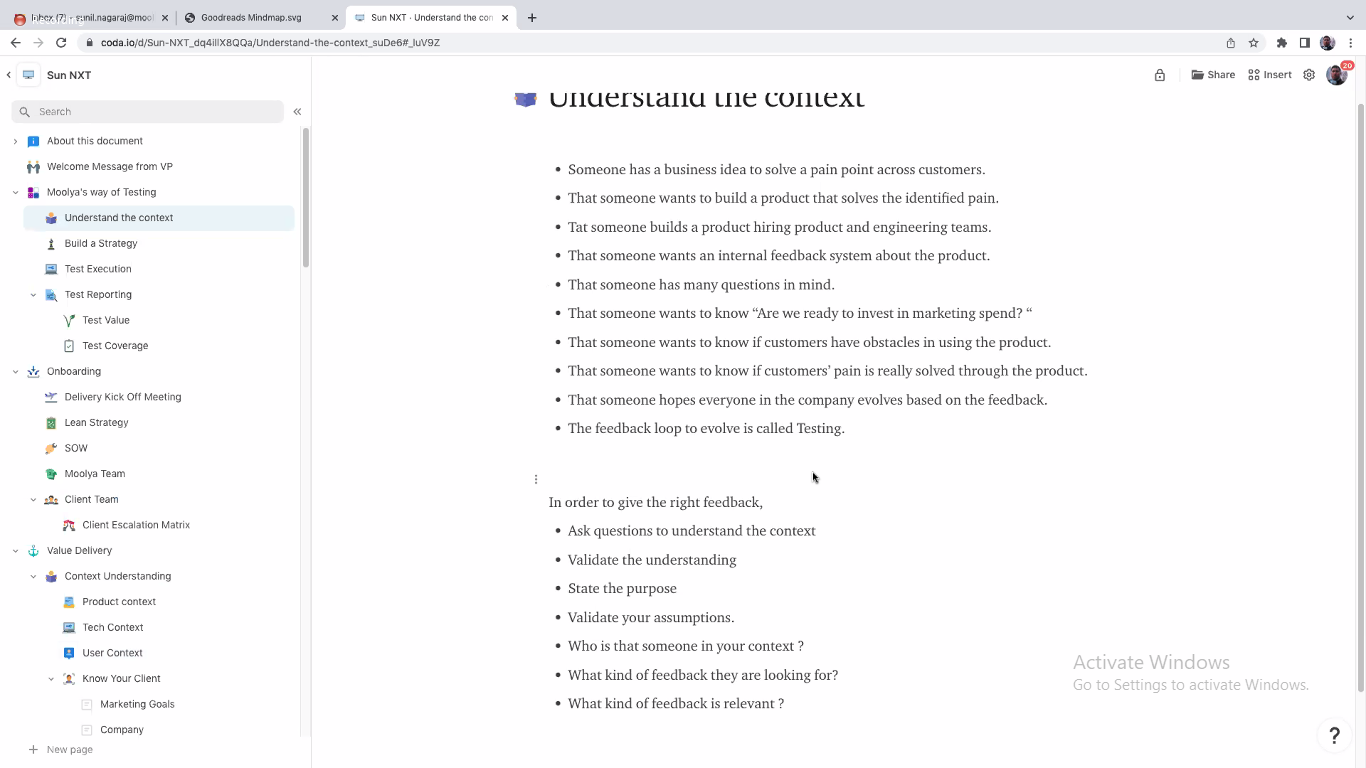 Inbox (7) - sunil.nagaraj@mool
Goodreads Mindmap.svg
Sun NXT · Understand the con
coda.io/d/Sun-NXT_dq4illX8QQa/Understand-the-context_suDe6#_luV9Z
Sun NXT
Share
Insert
20
Search
About this document
Welcome Message from VP
Moolya's way of Testing
Understand the context
Build a Strategy
Test Execution
Test Reporting
Test Value
Test Coverage
Onboarding
Delivery Kick Off Meeting
Lean Strategy
SOW
Moolya Team
Client Team
Client Escalation Matrix
Value Delivery
Context Understanding
Product context
Tech Context
User Context
Know Your Client
Marketing Goals
Company
New page
Understand the context
• Someone has a business idea to solve a pain point across customers.
• That someone wants to build a product that solves the identified pain.
• Tat someone builds a product hiring product and engineering teams.
• That someone wants an internal feedback system about the product.
• That someone has many questions in mind.
• That someone wants to know “Are we ready to invest in marketing spend? “
• That someone wants to know if customers have obstacles in using the product.
• That someone wants to know if customers’ pain is really solved through the product.
• That someone hopes everyone in the company evolves based on the feedback.
• The feedback loop to evolve is called Testing.
In order to give the right feedback,
• Ask questions to understand the context
• Validate the understanding
• State the purpose
• Validate your assumptions.
• Who is that someone in your context ?
• What kind of feedback they are looking for?
• What kind of feedback is relevant ?
Activate Windows
Go to Settings to activate Windows.
?